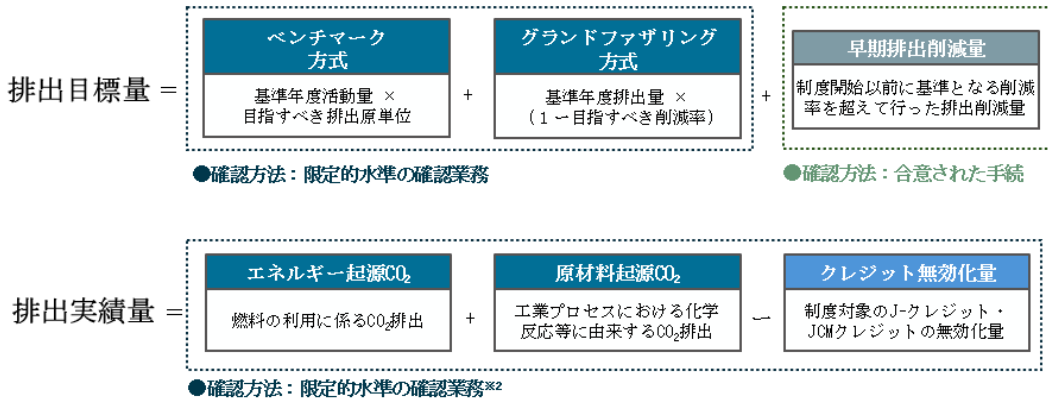 ベンチマーク
方式
グランドファザリング
方式
早期排出削減量
排出目標量 =
基準年度活動量 ×
目指すべき排出原単位
+
基準年度排出量 ×
(1ー目指すべき削減率)
+
制度開始以前に基準となる削減
率を超えて行った排出削減量
●確認方法：限定的水準の確認業務
●確認方法：合意された手続
エネルギー起源CO₂
原材料起源CO₂
クレジット無効化量
排出実績量 =
燃料の利用に係るCO₂排出
+
工業プロセスにおける化学
反応等に由来するCO₂排出
ー
制度対象のJ-クレジット・
JCMクレジットの無効化量
●確認方法：限定的水準の確認業務※2